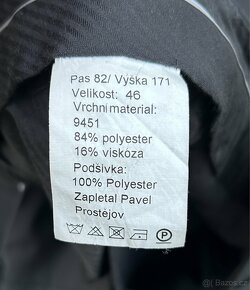 Pas 82/ Výška 171
Velikost: 46
Vrchní materiál:
9451
84% polyester
16% viskóza
Podšívka:
100% Polyester
Zapletal Pavel
Prostějov
P
© Bazos.cz